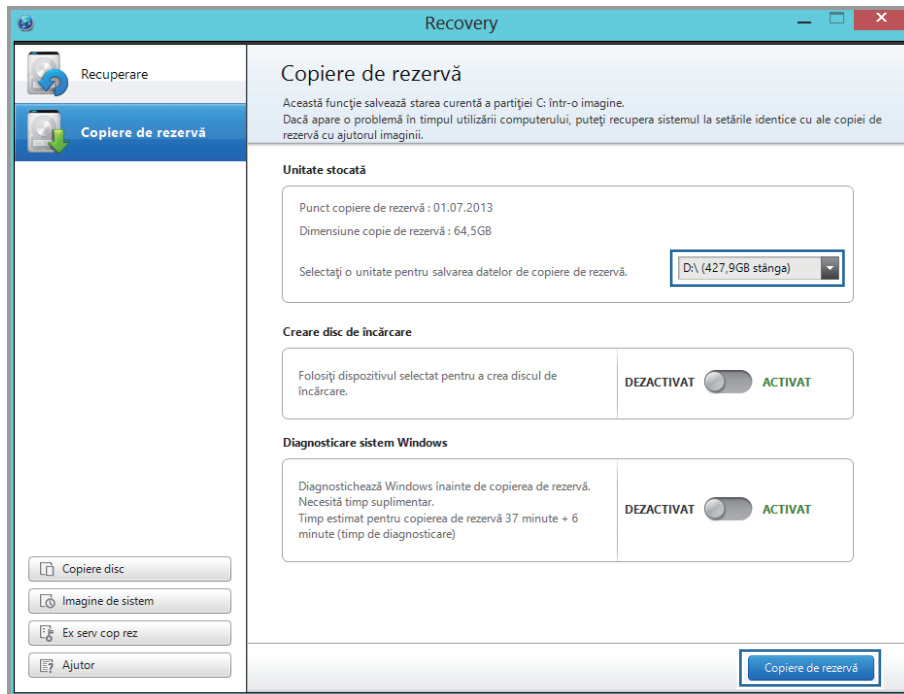 Recovery
Recuperare
Copiere de rezervă
Copiere de rezervă
Această funcţie salvează starea curentă a partiţiei C: într-o imagine.
Dacă apare o problemă în timpul utilizării computerului, puteţi recupera sistemul la setările identice cu ale copiei de
rezervă cu ajutorul imaginii.
Unitate stocată
Punct copiere de rezervă : 01.07.2013
Dimensiune copie de rezervă : 64,5GB
Selectaţi o unitate pentru salvarea datelor de copiere de rezervă.
D:\ (427,9GB stânga)
Creare disc de încărcare
Folosiţi dispozitivul selectat pentru a crea discul de
încărcare.
DEZACTIVAT
ACTIVAT
Diagnosticare sistem Windows
Diagnostichează Windows înainte de copierea de rezervă.
Necesită timp suplimentar.
Timp estimat pentru copierea de rezervă 37 minute + 6
minute (timp de diagnosticare)
DEZACTIVAT
ACTIVAT
Copiere disc
Imagine de sistem
Ex serv cop rez
Ajutor
Copiere de rezervă